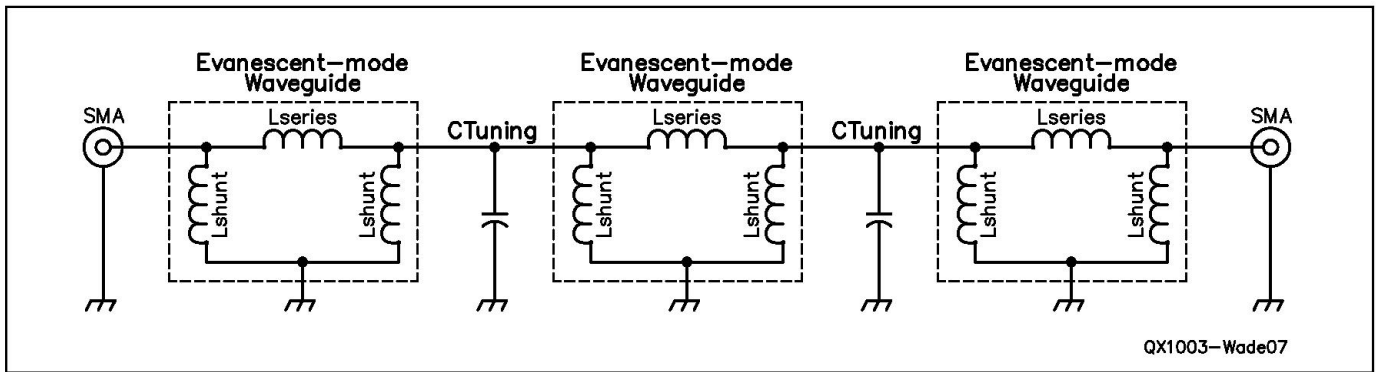 Evanescent-mode
Waveguide
Evanescent-mode
Waveguide
Evanescent-mode
Waveguide
SMA
Lseries
CTuning
Lseries
CTuning
Lseries
SMA
Lshunt
Lshunt
Lshunt
Lshunt
Lshunt
Lshunt
QX1003-Wade07